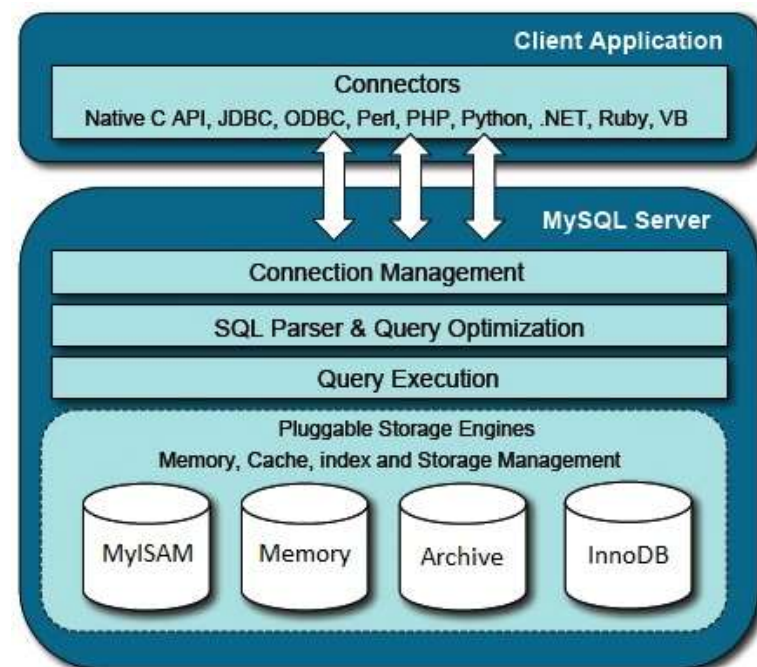 Client Application
Connectors
Native C API, JDBC, ODBC, Perl, PHP, Python, .NET, Ruby, VB
MySQL Server
Connection Management
SQL Parser & Query Optimization
Query Execution
Pluggable Storage Engines
Memory, Cache, index and Storage Management
MyISAM
Memory
Archive
InnoDB